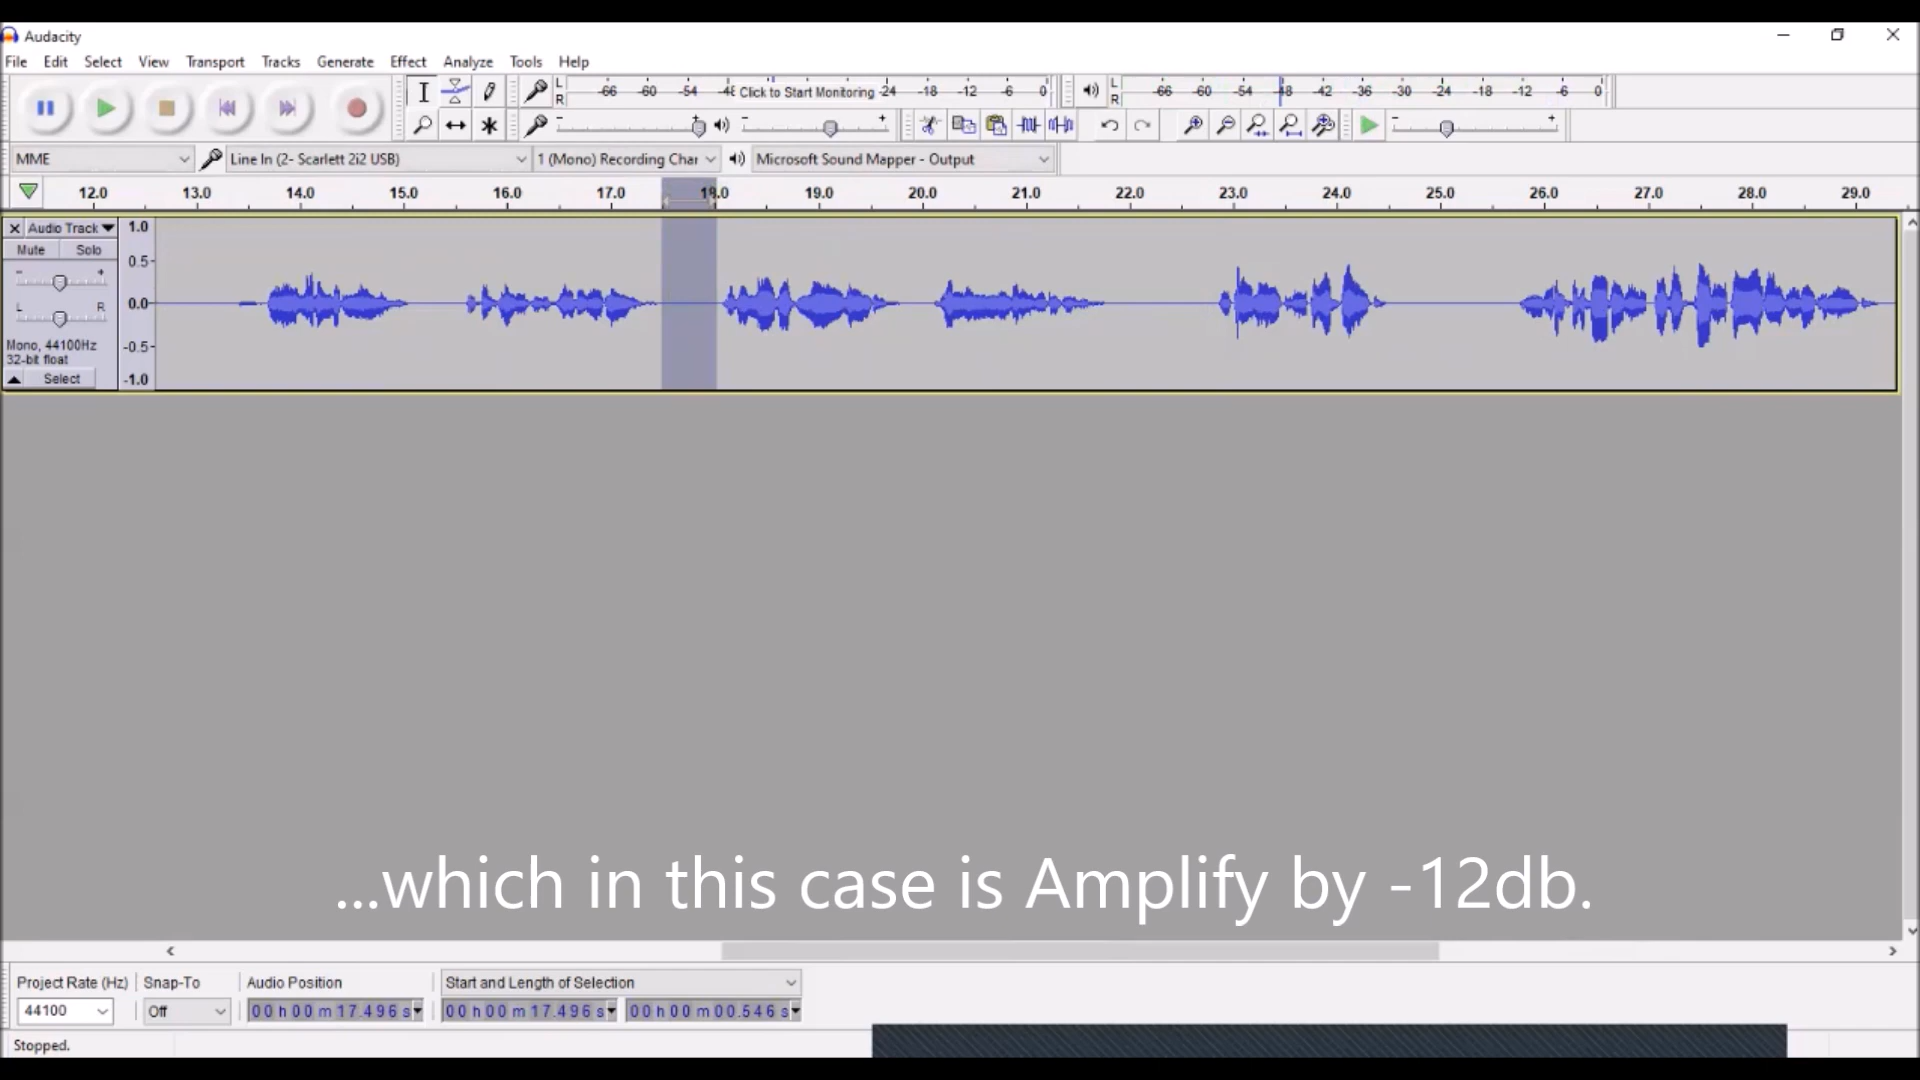 Audacity
File Edit Select View Transport Tracks Generate Effect Analyze Tools Help
L R -66 -60 -54 -48 Click to Start Monitoring -24 -18 -12 -6 0 L R -66 -60 -54 -48 -42 -36 -30 -24 -18 -12 -6 0
MME Line In (2- Scarlett 2i2 USB) 1 (Mono) Recording Char Microsoft Sound Mapper - Output
12.0 13.0 14.0 15.0 16.0 17.0 18.0 19.0 20.0 21.0 22.0 23.0 24.0 25.0 26.0 27.0 28.0 29.0
Audio Track 1.0
Mute Solo
0.5
0.0
L R
Mono, 44100Hz
-0.5
32-bit float
Select -1.0
...which in this case is Amplify by -12db.
Project Rate (Hz) Snap-To Audio Position Start and Length of Selection
44100 Off 00 h 00 m 17.496 s 00 h 00 m 17.496 s 00 h 00 m 00.546 s
Stopped.